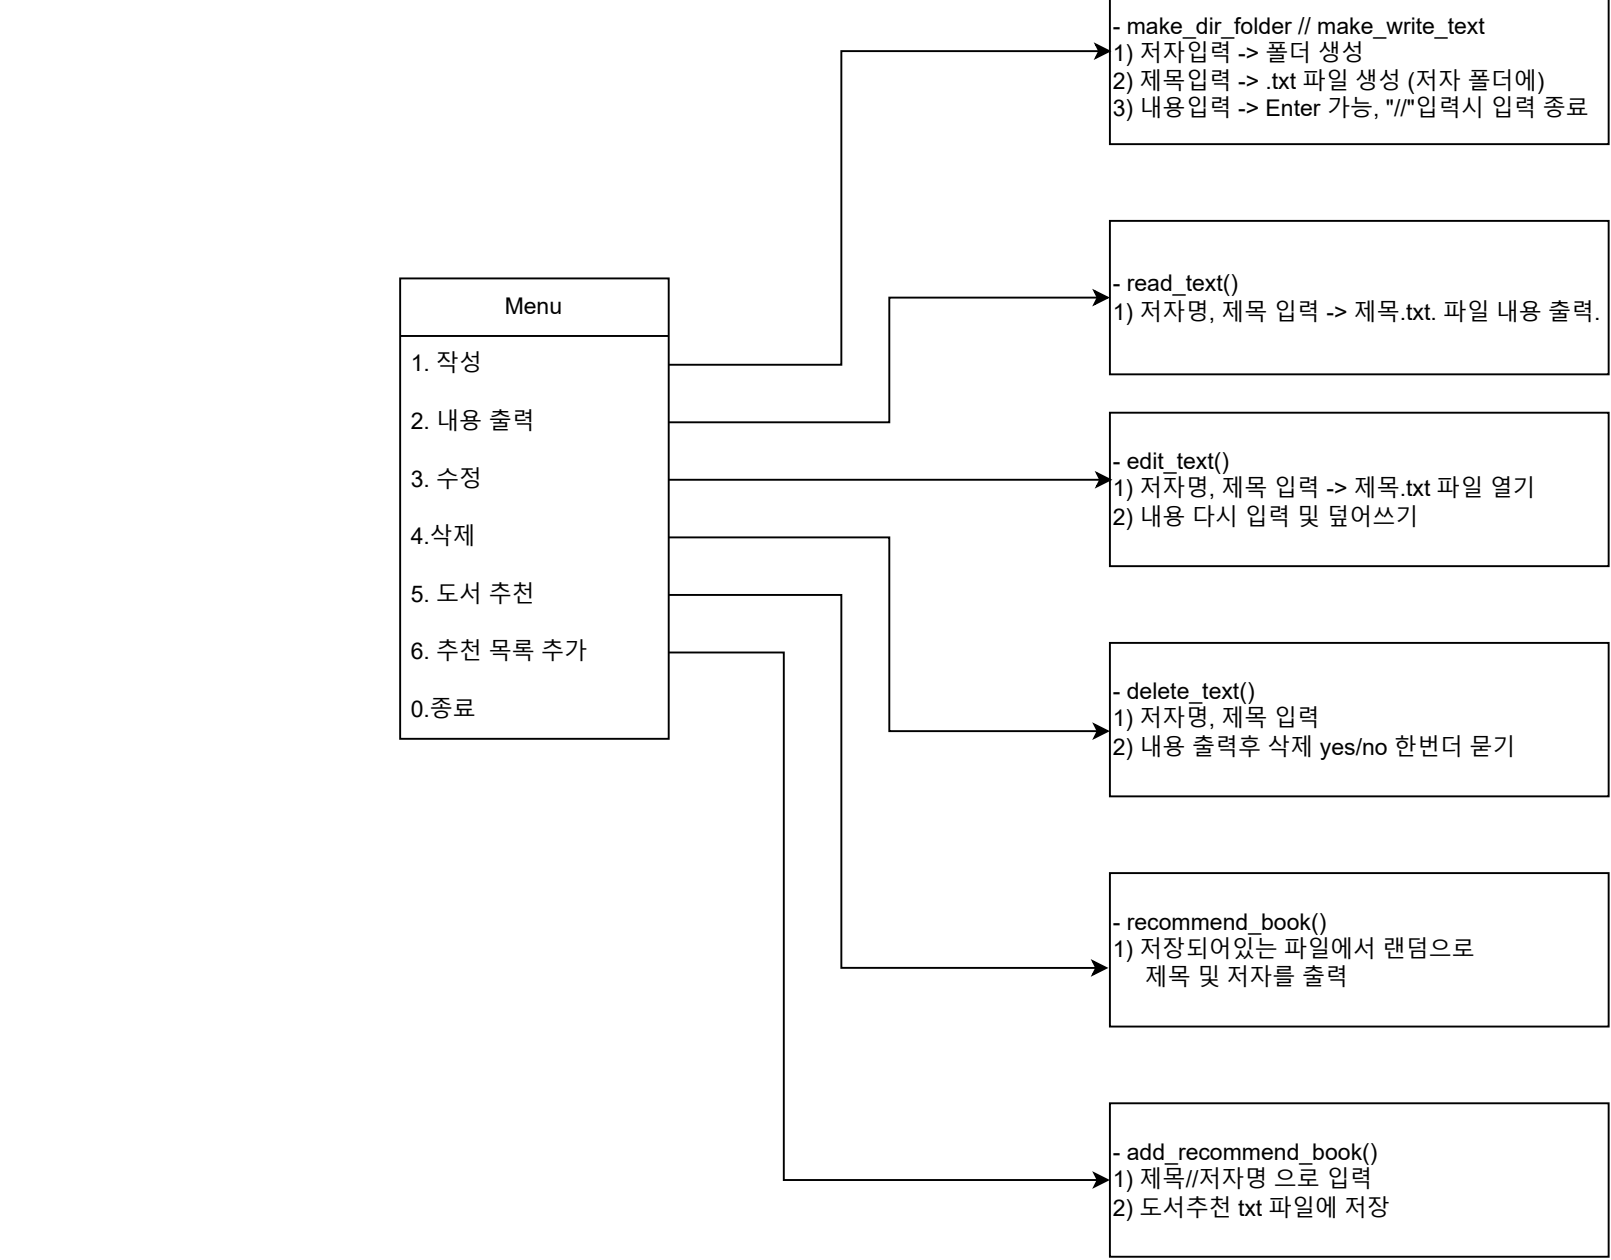 - make_dir_folder // make_write_text
1) 저자입력 -> 폴더 생성
2) 제목입력 -> .txt 파일 생성 (저자 폴더에)
3) 내용입력 -> Enter 가능, "//"입력시 입력 종료
- read_text()
1) 저자명, 제목 입력 -> 제목.txt. 파일 내용 출력.
Menu
1. 작성
2. 내용 출력
3. 수정
4.삭제
5. 도서 추천
6. 추천 목록 추가
0.종료
- edit_text()
1) 저자명, 제목 입력 -> 제목.txt 파일 열기
2) 내용 다시 입력 및 덮어쓰기
- delete_text()
1) 저자명, 제목 입력
2) 내용 출력후 삭제 yes/no 한번더 묻기
- recommend_book()
1) 저장되어있는 파일에서 랜덤으로
제목 및 저자를 출력
- add_recommend_book()
1) 제목//저자명 으로 입력
2) 도서추천 txt 파일에 저장